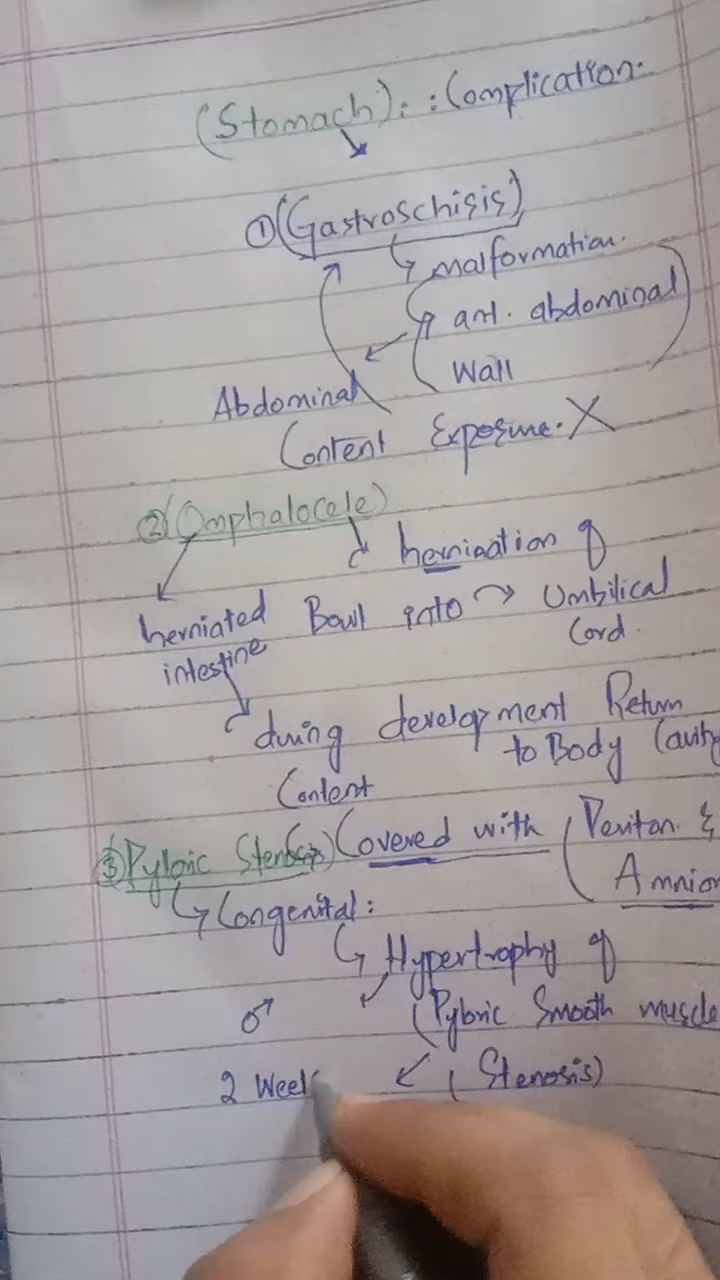 (Stomach): : Complication.
①(Gastroschisis)
malformation.
ant. abdominal
Wall
Abdominal
Content Exposure. X
②(Omphalocele)
herniation of
herniated Bowl into → Umbilical
intestine Cord.
during development Return
to Body Cavity
Content
③Pyloric Stenosis) Covered with (Periton. &
Amnion
Congenital:
Hypertrophy of
♂ (Pyloric Smooth muscle
2 Week (Stenosis)